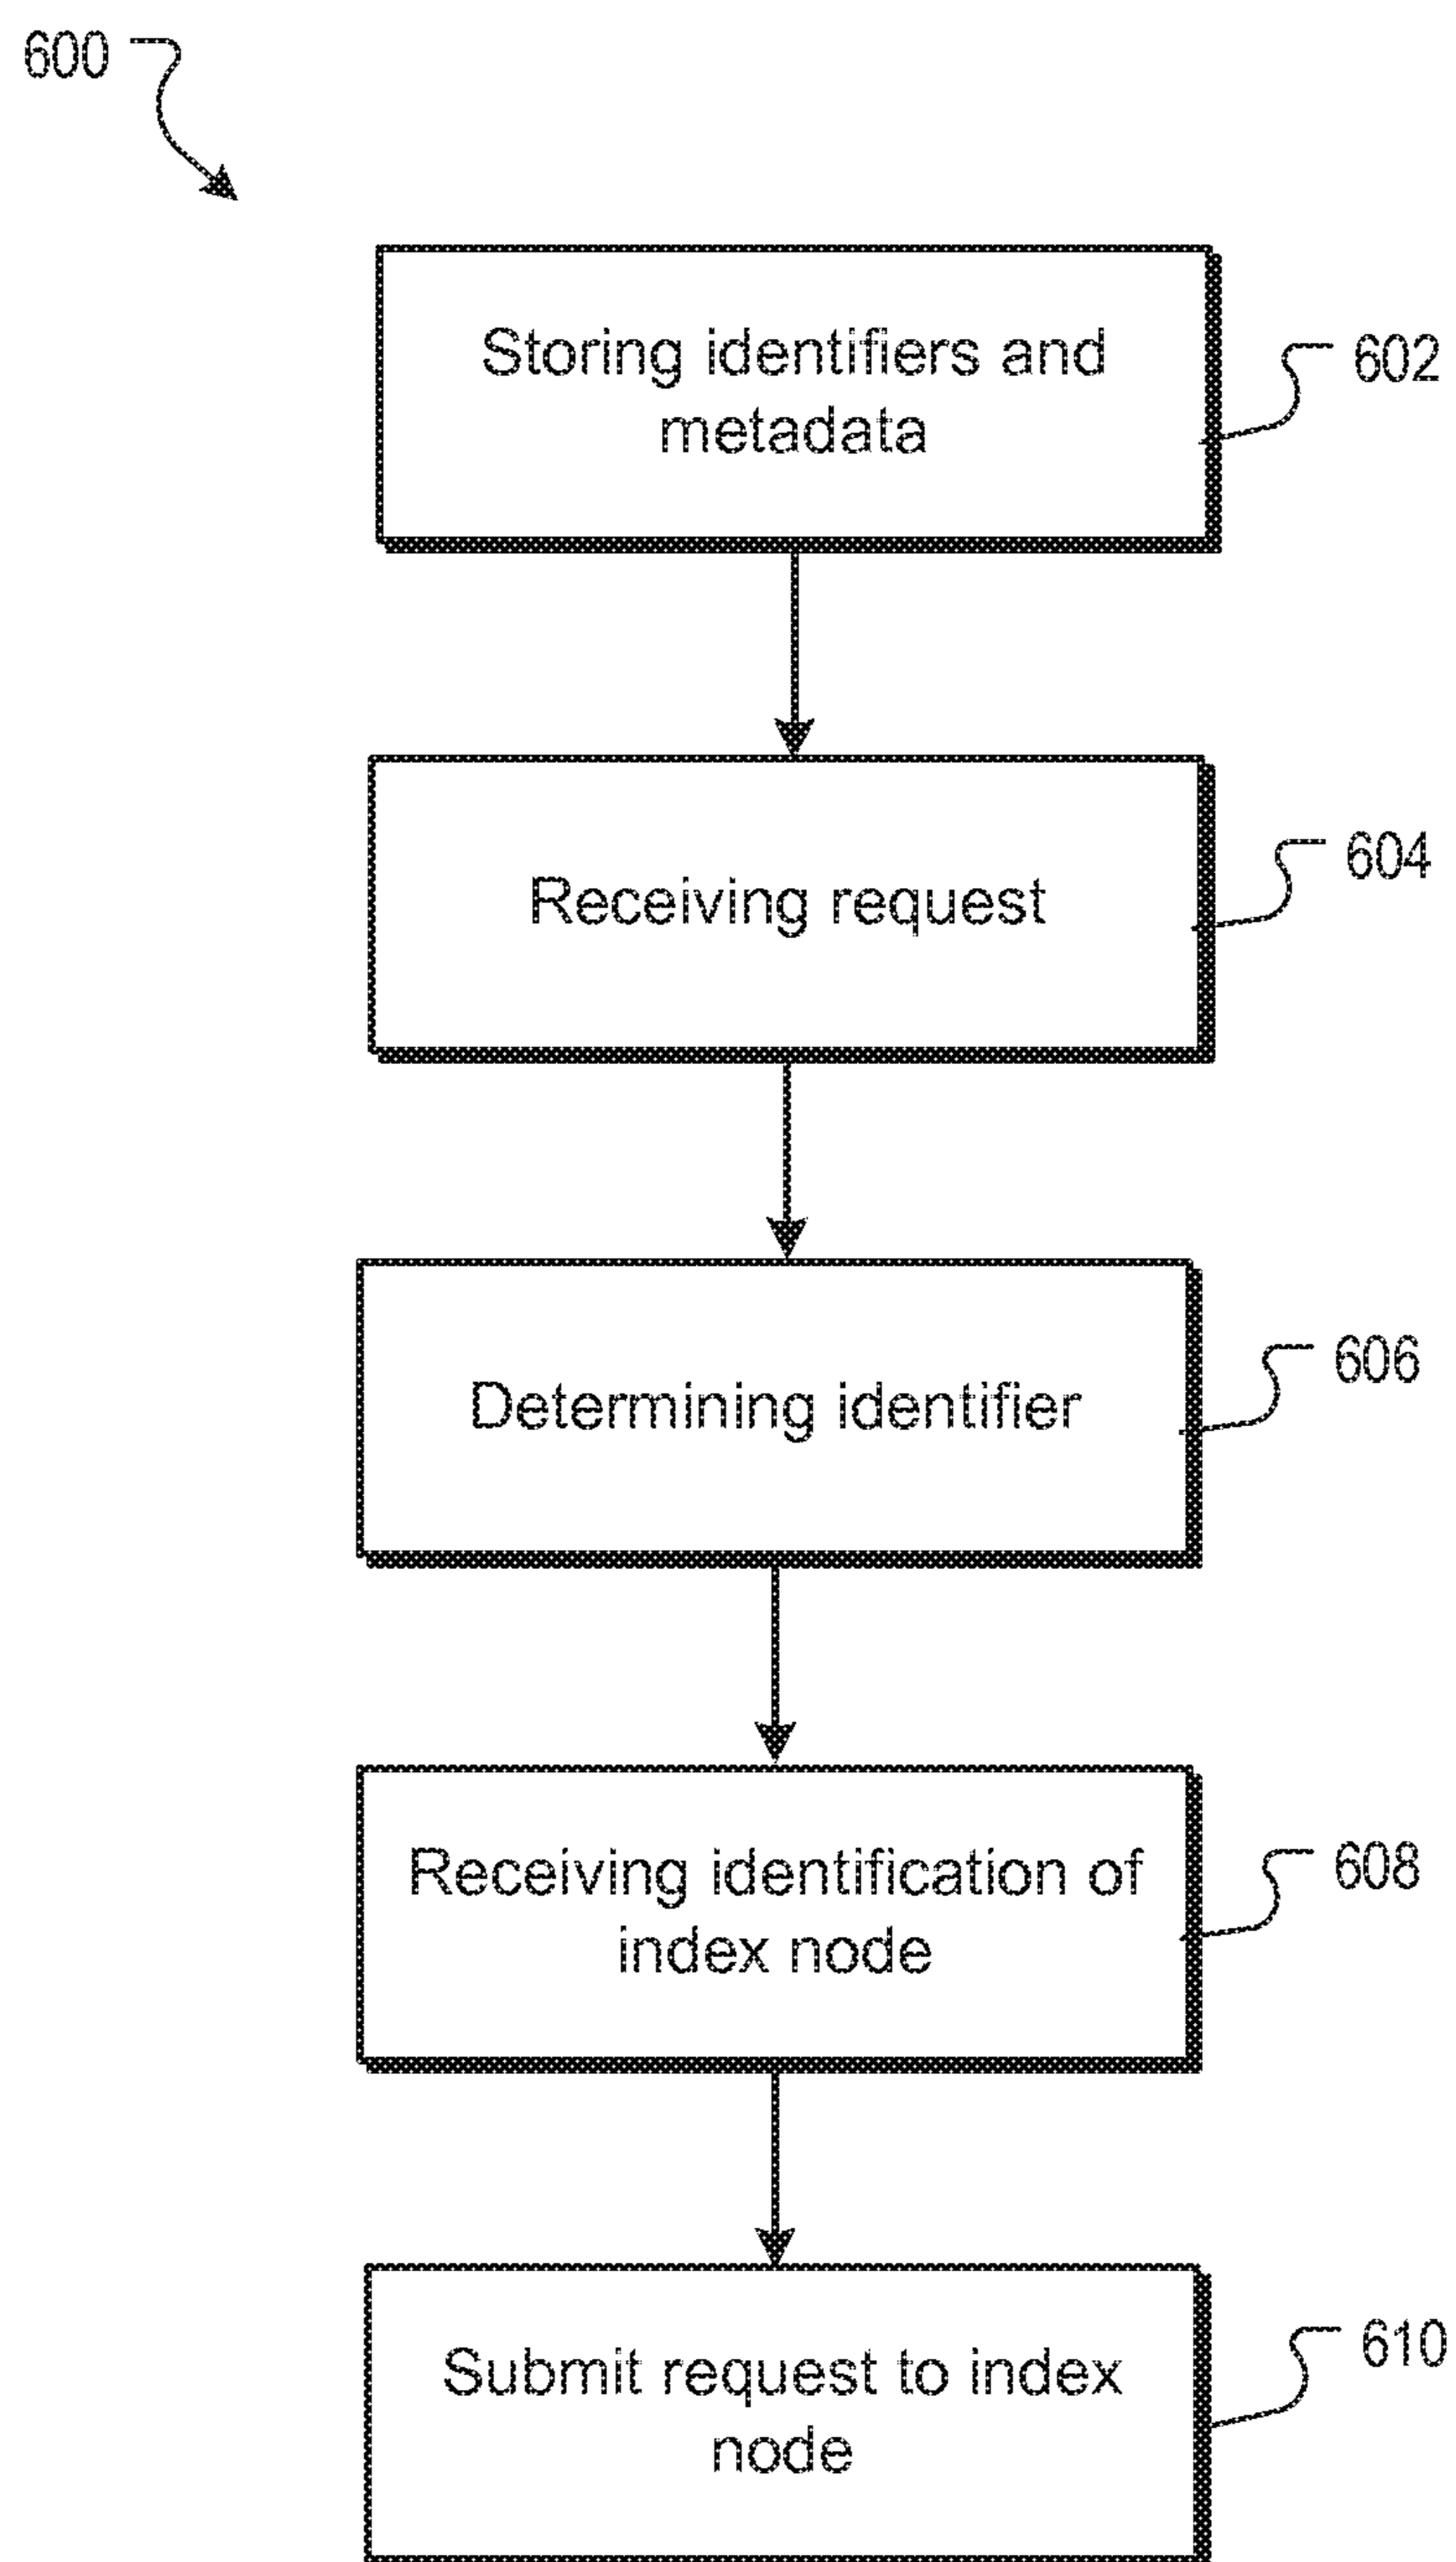 600
Storing identifiers and
metadata
602
Receiving request
604
Determining identifier
606
Receiving identification of
index node
608
Submit request to index
node
610